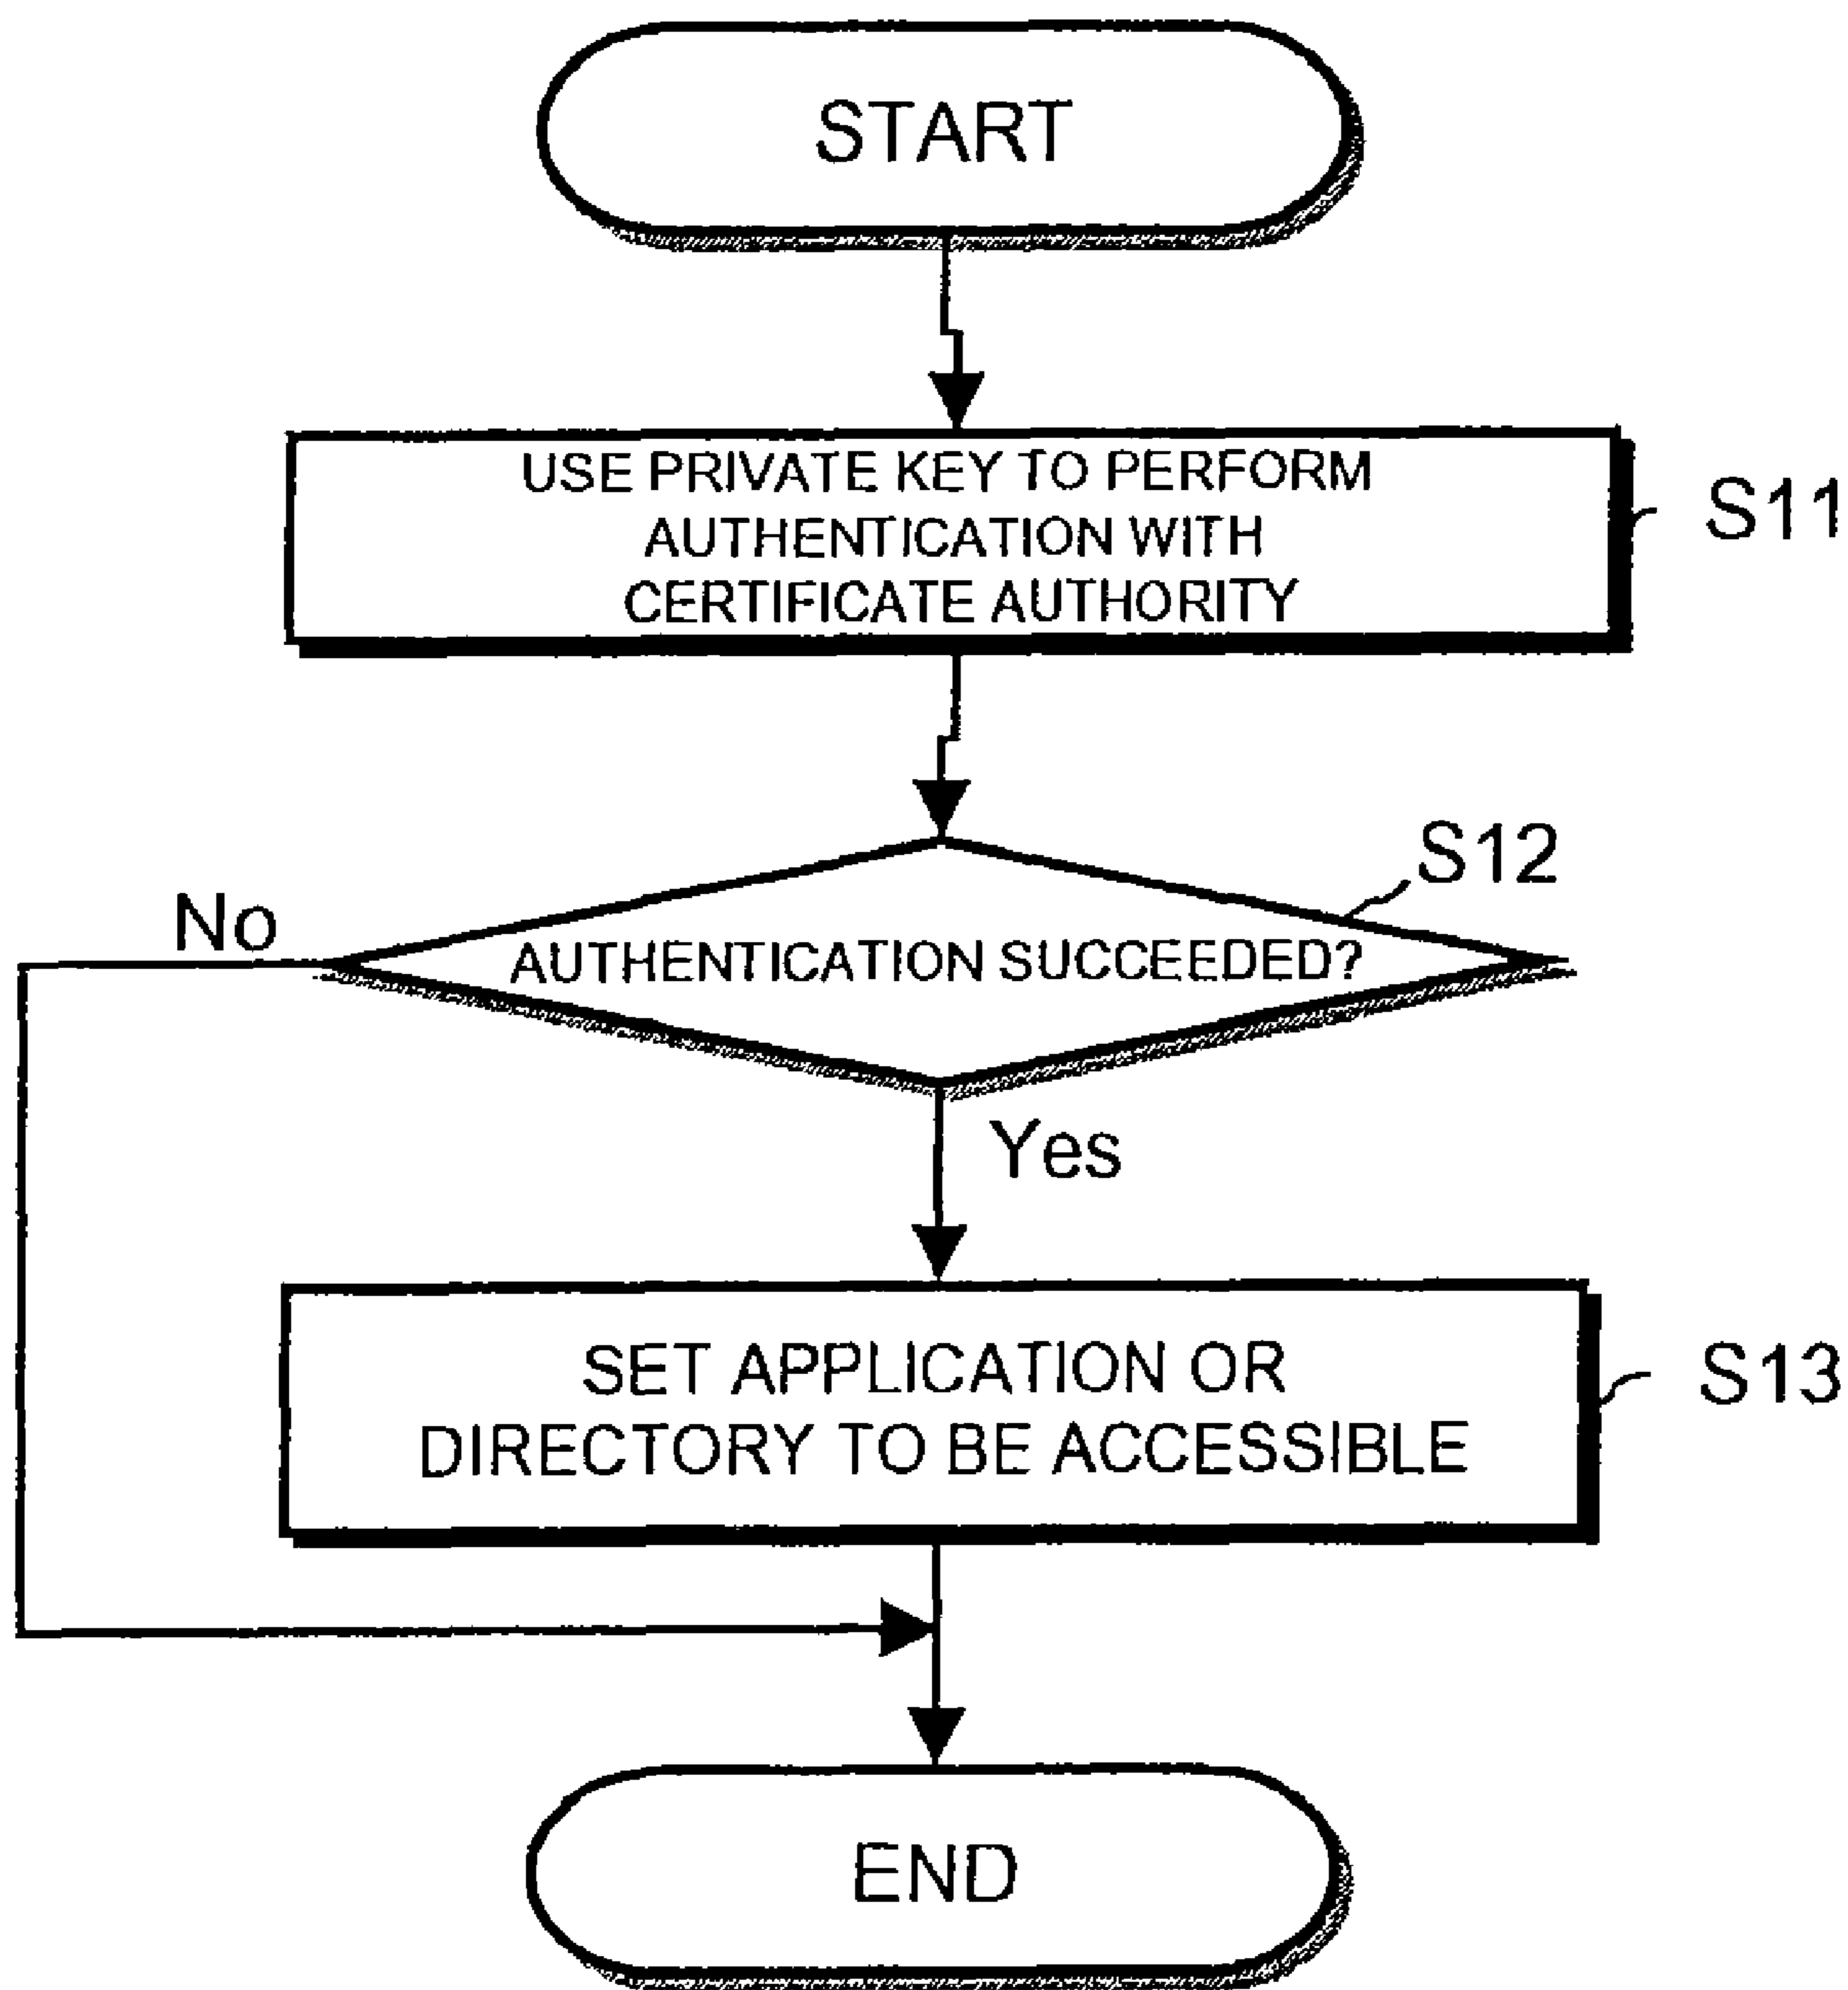 START
USE PRIVATE KEY TO PERFORM
AUTHENTICATION WITH
CERTIFICATE AUTHORITY
S11
S12
No
AUTHENTICATION SUCCEEDED?
Yes
SET APPLICATION OR
DIRECTORY TO BE ACCESSIBLE
S13
END